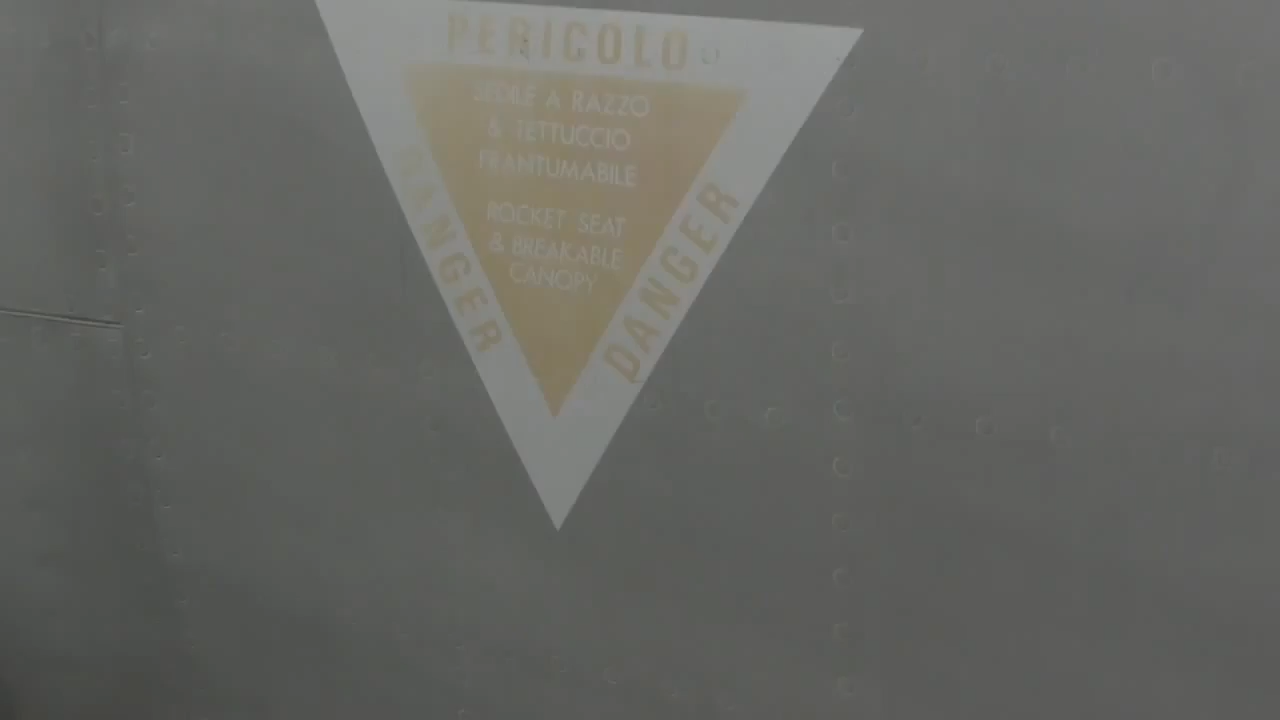 PERICOLO
SEDILE A RAZZO
& TETTUCCIO
FRANTUMABILE
ROCKET SEAT
& BREAKABLE
CANOPY
DANGER
DANGER